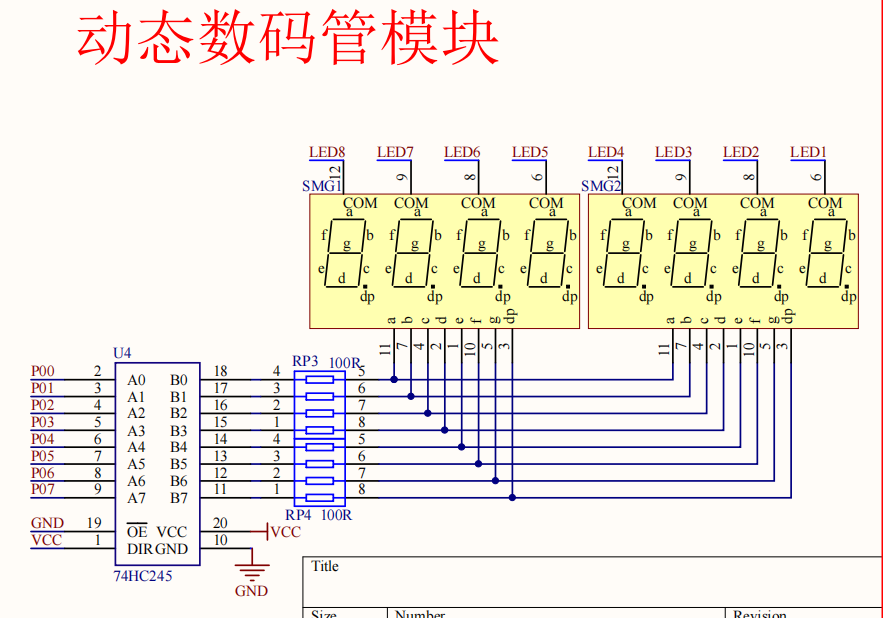 动态数码管模块
LED8 LED7 LED6 LED5 LED4 LED3 LED2 LED1
12 9 8 6 12 9 8 6
SMG1 SMG2
COM COM COM COM COM COM COM COM
a a a a a a a a
f b f b f b f b f b f b f b f b
g g g g g g g g
e c e c e c e c e c e c e c e c
d d d d d d d d
dp dp dp dp dp dp dp dp
a b c d e f g dp a b c d e f g dp
11 7 4 2 1 10 5 3 11 7 4 2 1 10 5 3
U4 RP3 100R
P00 2 A0 B0 18 4 5
P01 3 A1 B1 17 3 6
P02 4 A2 B2 16 2 7
P03 5 A3 B3 15 1 8
P04 6 A4 B4 14 4 5
P05 7 A5 B5 13 3 6
P06 8 A6 B6 12 2 7
P07 9 A7 B7 11 1 8
RP4 100R
GND 19 OE VCC 20 VCC
VCC 1 DIR GND 10
74HC245 GND
Title
Size Number Revision